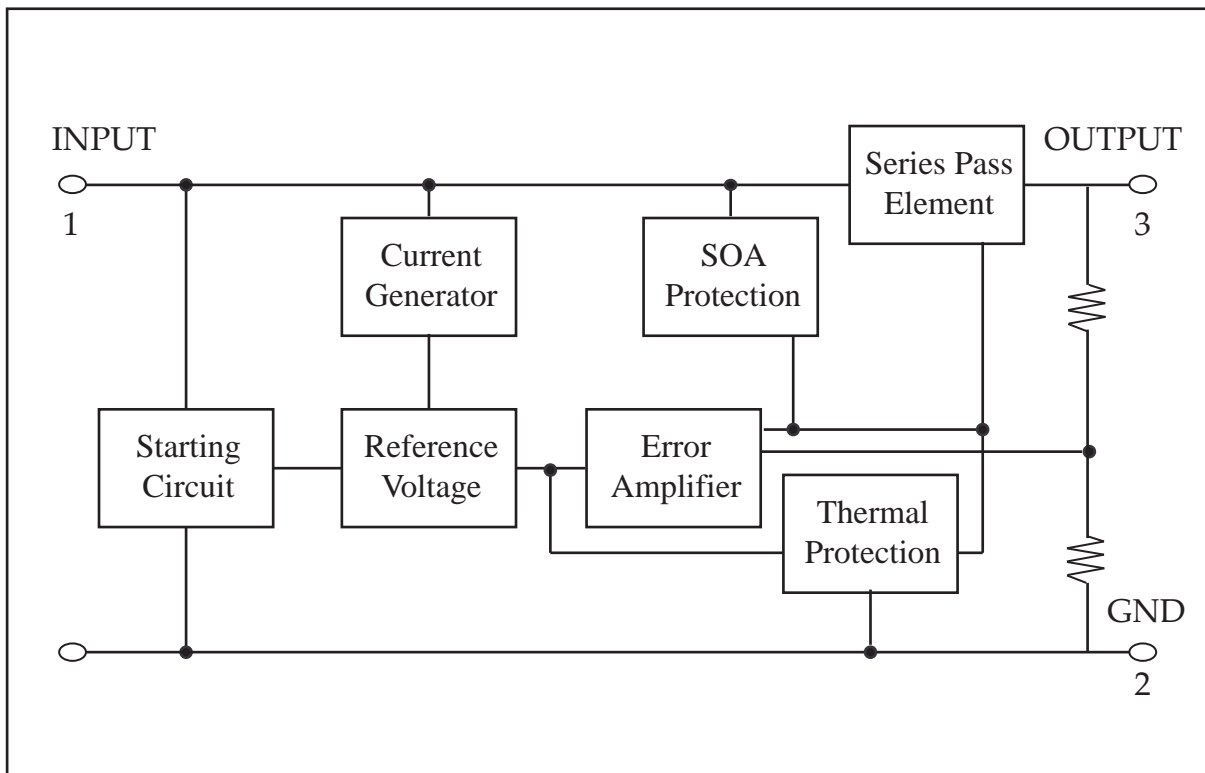 INPUT
OUTPUT
1
3
Series Pass
Element
Current
Generator
SOA
Protection
Starting
Circuit
Reference
Voltage
Error
Amplifier
Thermal
Protection
GND
2